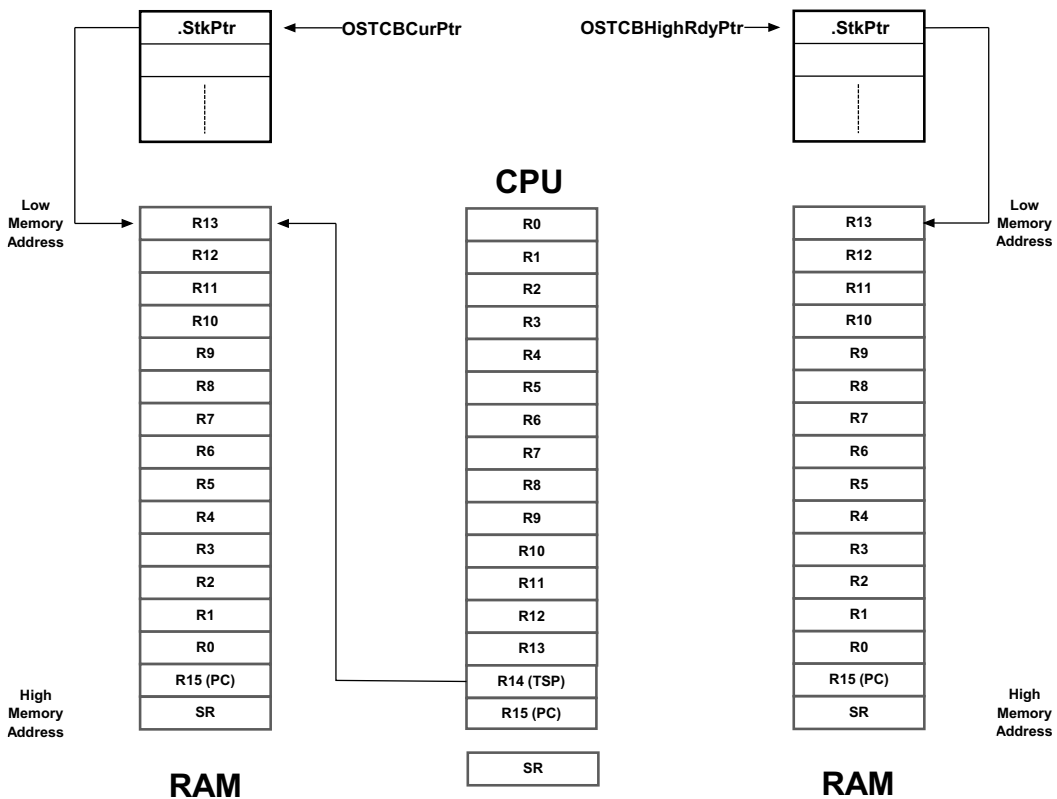 .StkPtr
OSTCBCurPtr
OSTCBHighRdyPtr
.StkPtr
CPU
Low
Memory
Address
R13
R12
R11
R10
R9
R8
R7
R6
R5
R4
R3
R2
R1
R0
R15 (PC)
SR
High
Memory
Address
RAM
R0
R1
R2
R3
R4
R5
R6
R7
R8
R9
R10
R11
R12
R13
R14 (TSP)
R15 (PC)
SR
R13
R12
R11
R10
R9
R8
R7
R6
R5
R4
R3
R2
R1
R0
R15 (PC)
SR
Low
Memory
Address
High
Memory
Address
RAM